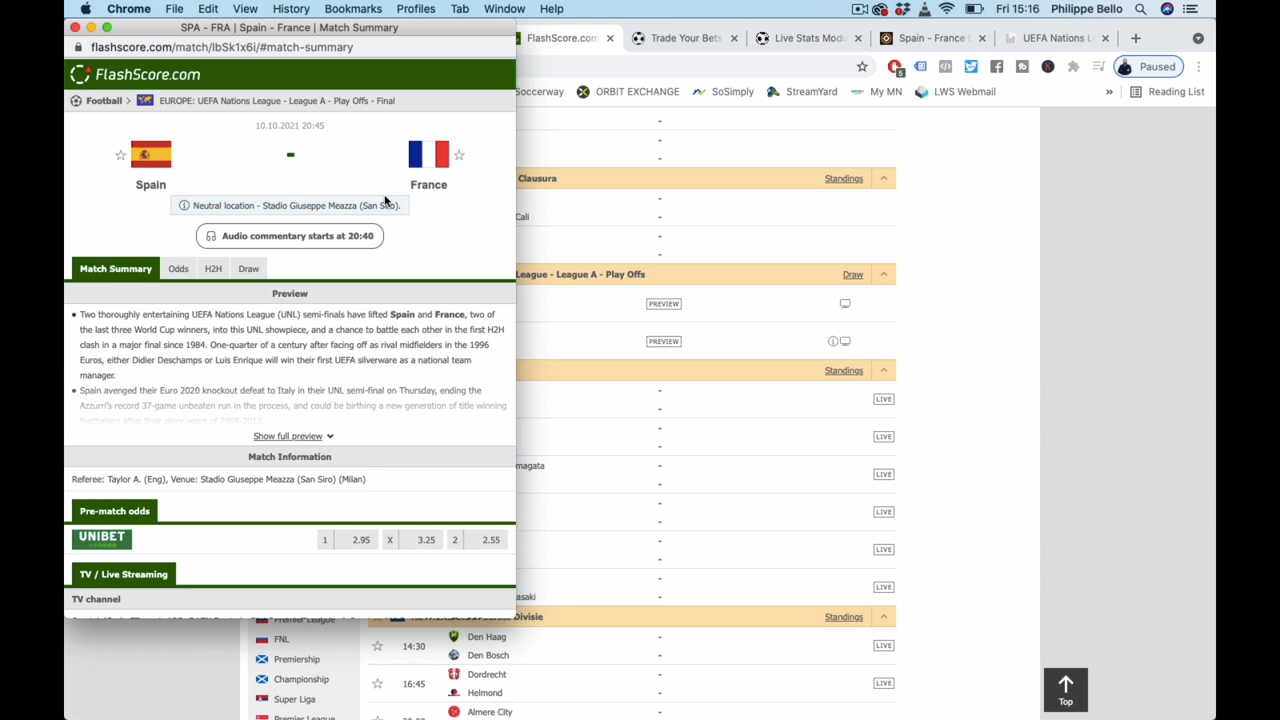 Chrome File Edit View History Bookmarks Profiles Tab Window Help Fri 15:16 Philippe Bello
SPA - FRA | Spain - France | Match Summary
flashscore.com/match/lbSk1x6i/#match-summary
FlashScore.com
Football > EUROPE: UEFA Nations League - League A - Play Offs - Final
10.10.2021 20:45
-
Spain France
Neutral location - Stadio Giuseppe Meazza (San Siro).
Audio commentary starts at 20:40
Match Summary Odds H2H Draw
Preview
Two thoroughly entertaining UEFA Nations League (UNL) semi-finals have lifted Spain and France, two of
the last three World Cup winners, into this UNL showpiece, and a chance to battle each other in the first H2H
clash in a major final since 1984. One-quarter of a century after facing off as rival midfielders in the 1996
Euros, either Didier Deschamps or Luis Enrique will win their first UEFA silverware as a national team
manager.
Spain avenged their Euro 2020 knockout defeat to Italy in their UNL semi-final on Thursday, ending the
Azzurri's record 37-game unbeaten run in the process, and could be birthing a new generation of title winning
footballers after their glory years of 2008-2012
Show full preview
Match Information
Referee: Taylor A. (Eng), Venue: Stadio Giuseppe Meazza (San Siro) (Milan)
Pre-match odds
UNIBET 1 2.95 X 3.25 2 2.55
TV / Live Streaming
TV channel
FlashScore.com Trade Your Bets Live Stats Modu Spain - France UEFA Nations L
5 Paused
Soccerway ORBIT EXCHANGE SoSimply StreamYard My MN LWS Webmail » Reading List
-
-
-
Clausura Standings
-
Cali -
-
-
League - League A - Play Offs Draw
PREVIEW
PREVIEW
Standings
-
LIVE
-
-
LIVE
-
magata -
LIVE
-
-
LIVE
-
-
LIVE
-
-
LIVE
asaki -
Divisie Standings
Premier League
FNL
Premiership
Championship
Super Liga
Premier League
14:30 Den Haag - LIVE
Den Bosch -
16:45 Dordrecht - LIVE
Helmond -
Almere City -
Top